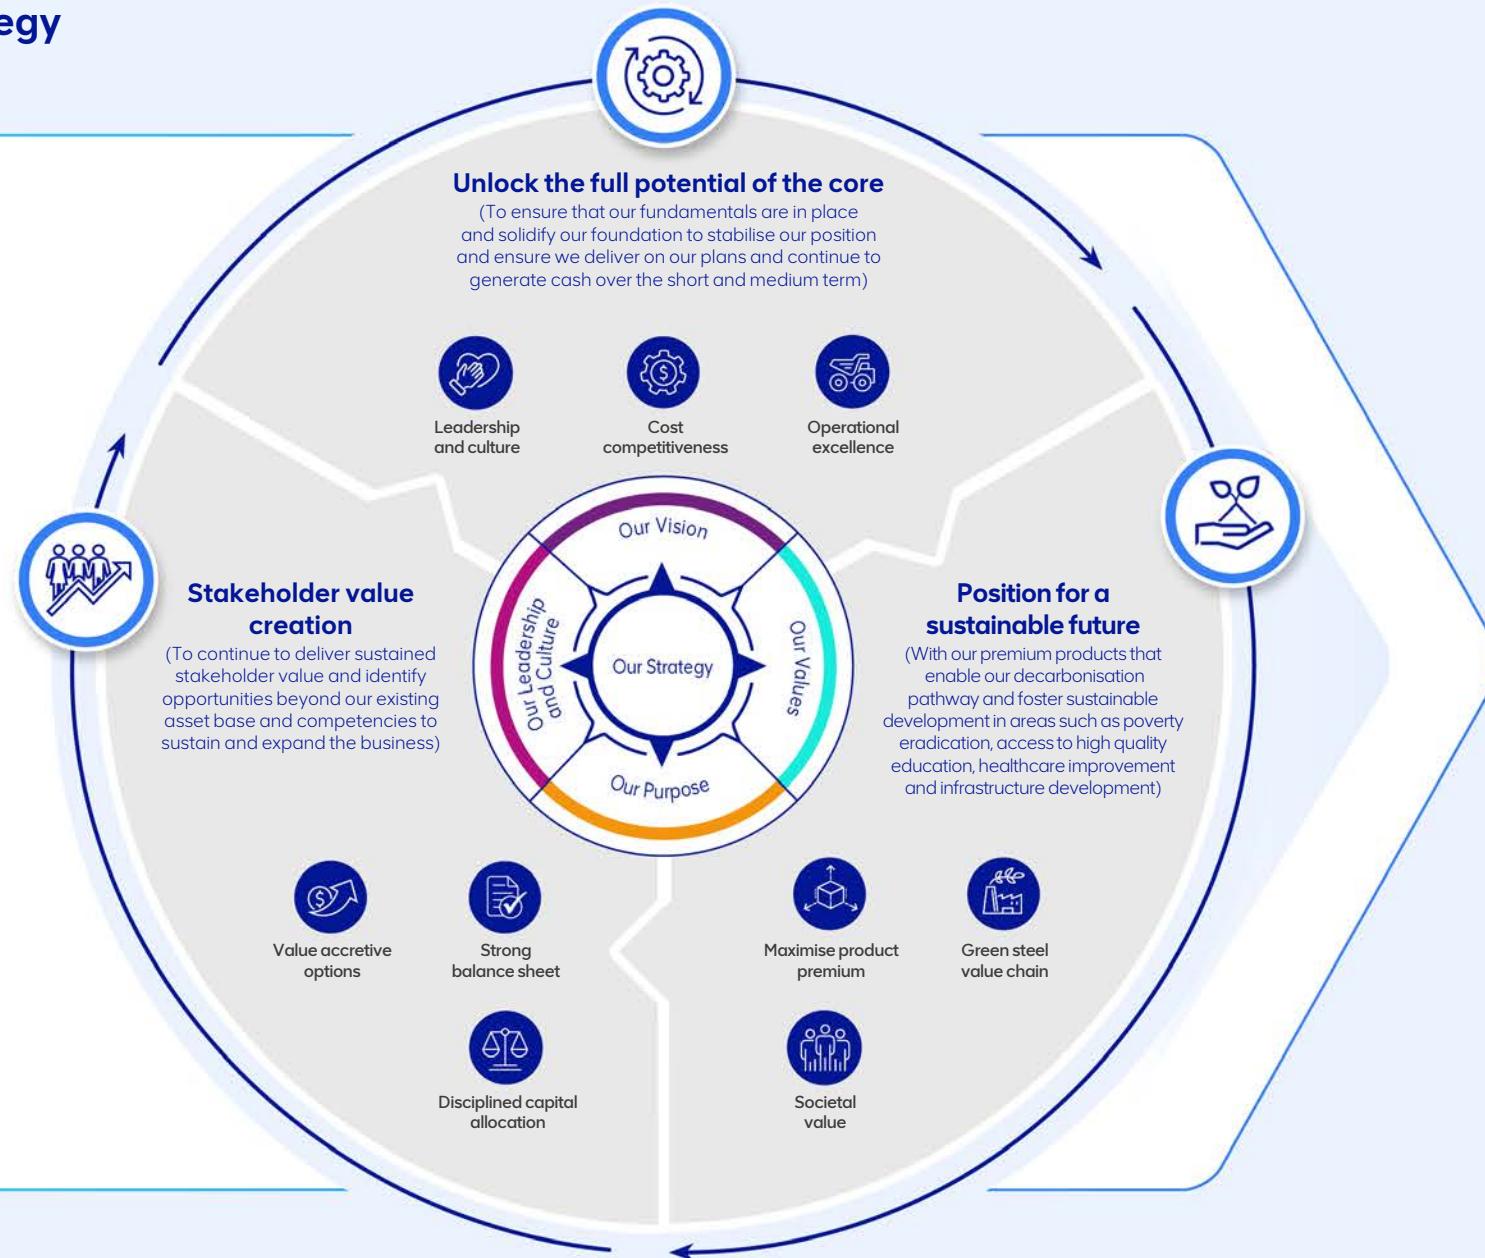 egy
Unlock the full potential of the core
(To ensure that our fundamentals are in place
and solidify our foundation to stabilise our position
and ensure we deliver on our plans and continue to
generate cash over the short and medium term)
Leadership
and culture
Cost
competitiveness
Operational
excellence
Our Vision
Our Leadership
and Culture
Our Strategy
Our Values
Our Purpose
Stakeholder value
creation
(To continue to deliver sustained
stakeholder value and identify
opportunities beyond our existing
asset base and competencies to
sustain and expand the business)
Position for a
sustainable future
(With our premium products that
enable our decarbonisation
pathway and foster sustainable
development in areas such as poverty
eradication, access to high quality
education, healthcare improvement
and infrastructure development)
Value accretive
options
Strong
balance sheet
Disciplined capital
allocation
Maximise product
premium
Green steel
value chain
Societal
value